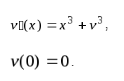 v▯(x) = x³ + v³,
v(0) = 0.